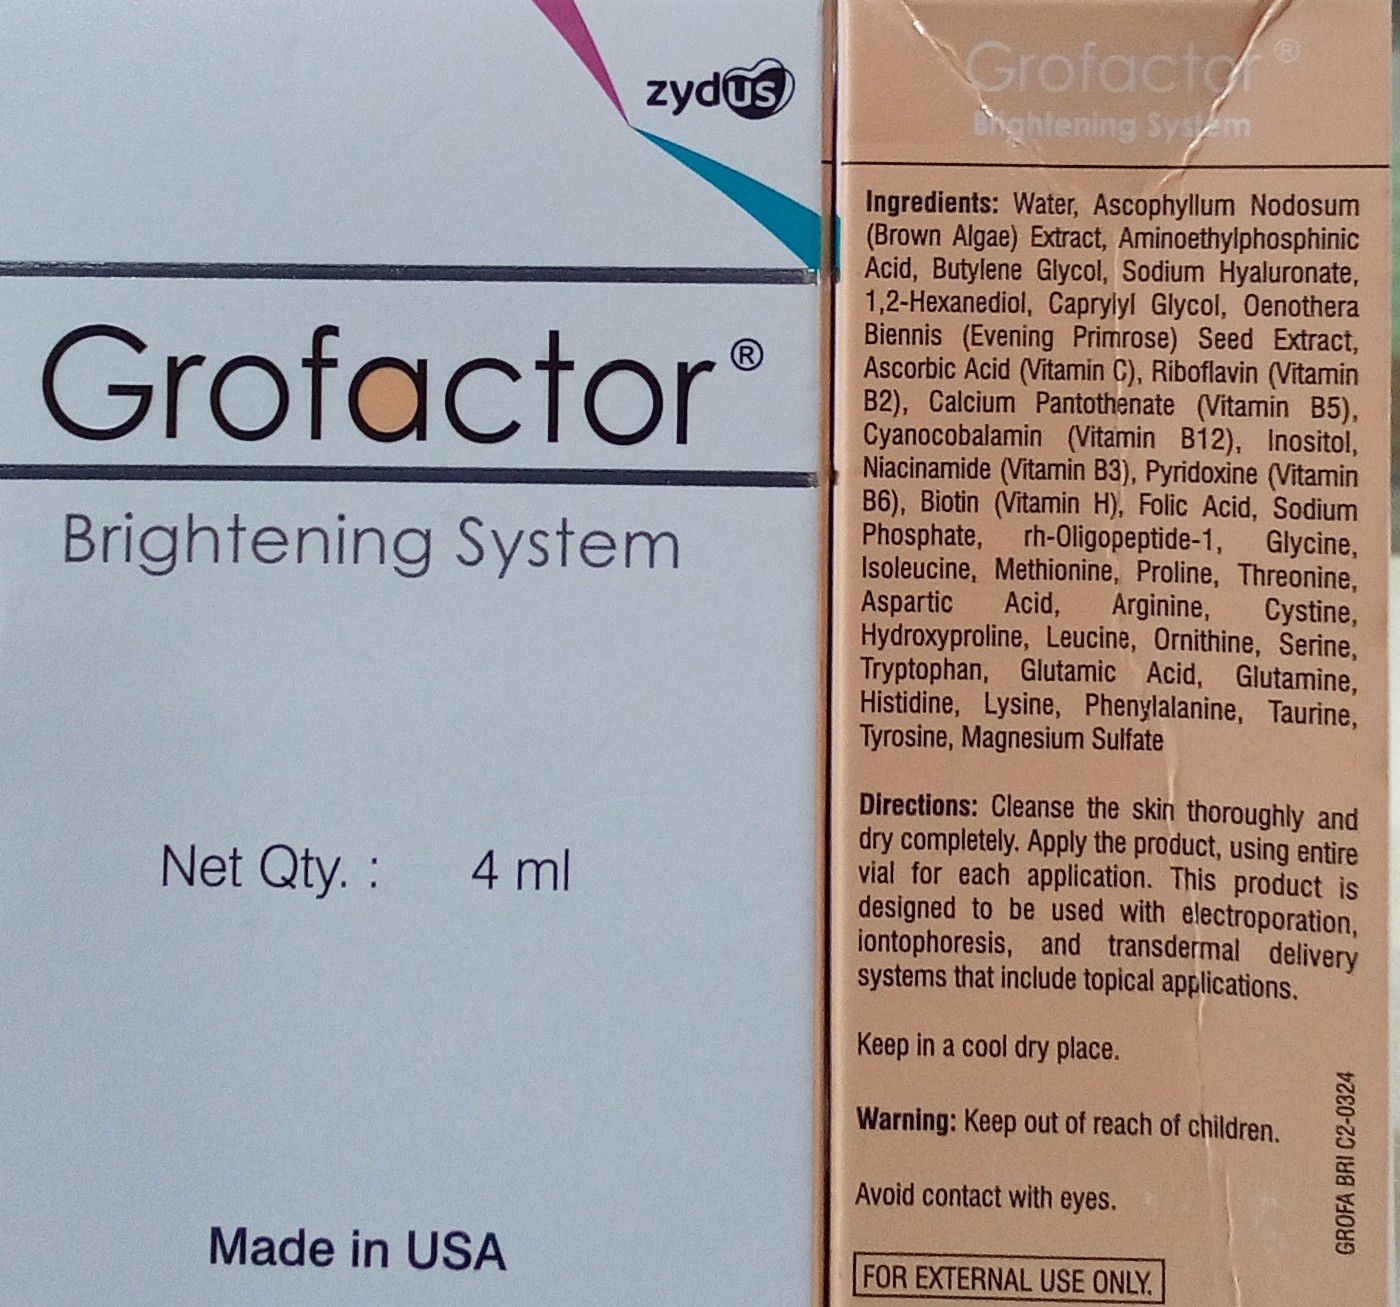 zydus
Grofactor®
Brightening System
Net Qty. : 4 ml
Made in USA
Grofactor®
Brightening System
Ingredients: Water, Ascophyllum Nodosum
(Brown Algae) Extract, Aminoethylphosphinic
Acid, Butylene Glycol, Sodium Hyaluronate,
1,2-Hexanediol, Caprylyl Glycol, Oenothera
Biennis (Evening Primrose) Seed Extract,
Ascorbic Acid (Vitamin C), Riboflavin (Vitamin
B2), Calcium Pantothenate (Vitamin B5),
Cyanocobalamin (Vitamin B12), Inositol,
Niacinamide (Vitamin B3), Pyridoxine (Vitamin
B6), Biotin (Vitamin H), Folic Acid, Sodium
Phosphate, rh-Oligopeptide-1, Glycine,
Isoleucine, Methionine, Proline, Threonine,
Aspartic Acid, Arginine, Cystine,
Hydroxyproline, Leucine, Ornithine, Serine,
Tryptophan, Glutamic Acid, Glutamine,
Histidine, Lysine, Phenylalanine, Taurine,
Tyrosine, Magnesium Sulfate
Directions: Cleanse the skin thoroughly and
dry completely. Apply the product, using entire
vial for each application. This product is
designed to be used with electroporation,
iontophoresis, and transdermal delivery
systems that include topical applications.
Keep in a cool dry place.
Warning: Keep out of reach of children.
Avoid contact with eyes.
FOR EXTERNAL USE ONLY.
GROFA BRI C2-0324